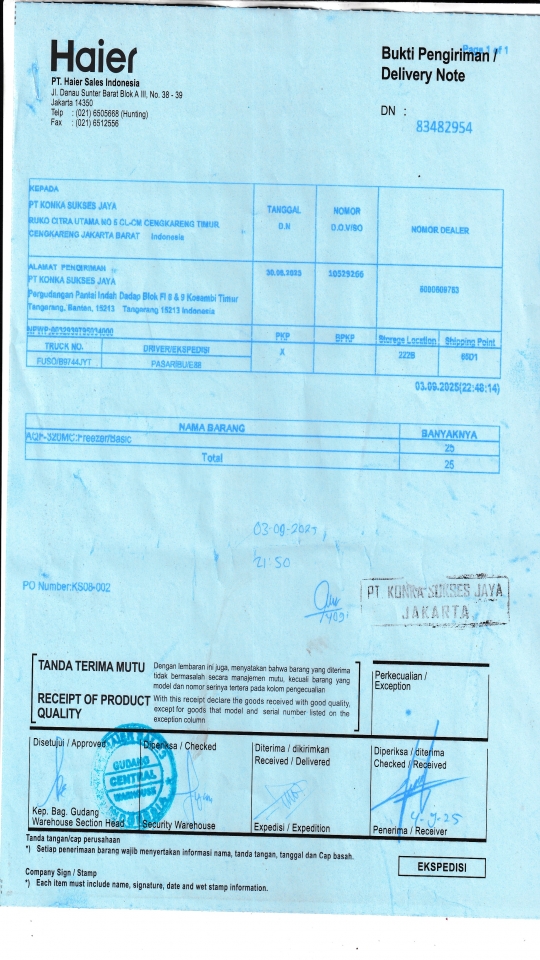 Page 1 of 1
Haier
PT. Haier Sales Indonesia
Jl. Danau Sunter Barat Blok A III, No. 38 - 39
Jakarta 14350
Telp : (021) 6505668 (Hunting)
Fax : (021) 6512556
Bukti Pengiriman /
Delivery Note
DN :
83482954
KEPADA
PT KONKA SUKSES JAYA
RUKO CITRA UTAMA NO 5 CL-CM CENGKARENG TIMUR
CENGKARENG JAKARTA BARAT Indonesia
TANGGAL
D.N
NOMOR
D.O./SO
NOMOR DEALER
ALAMAT PENGIRIMAN
PT KONKA SUKSES JAYA
Pergudangan Pantai Indah Dadap Blok FI 8 & 9 Kosambi Timur
Tangerang, Banten, 15213 Tangerang 15213 Indonesia
30.08.2025
10529266
PKP
BPKP
Storage Location
Shipping Point
TRUCK NO.
DRIVER/EKSPEDISI
X
2226
6601
FUSO/B9744JYT
PASARIBU/E88
03.09.2025(22:48:14)
NAMA BARANG
BANYAKNYA
25
Total
25
21:50
PO Number:KS08-002
PT KONKA SUKSES JAYA
JAKARTA
TANDA TERIMA MUTU
Dengan lembaran ini juga, menyatakan bahwa barang yang diterima
tidak bermasalah secara manajemen mutu, kecuali barang yang
model dan nomor serinya tertera pada kolom pengecualian
RECEIPT OF PRODUCT
QUALITY
With this receipt declare the goods received with good quality,
except for goods that model and serial number listed on the
exception column
Perkecualian /
Exception
Disetujui / Approved
Diperiksa / Checked
Diterima / dikirimkan
Received / Delivered
Diperiksa / diterima
Checked / Received
GUDANG
CENTRAL
WAREHOUSE
Kep. Bag. Gudang
Warehouse Section Head
Security Warehouse
Expedisi / Expedition
Penerima / Receiver
4-9-25
Tanda tangan/cap perusahaan
*) Setiap penerimaan barang wajib menyertakan informasi nama, tanda tangan, tanggal dan Cap basah.
EKSPEDISI
Company Sign / Stamp
*) Each item must include name, signature, date and wet stamp information.